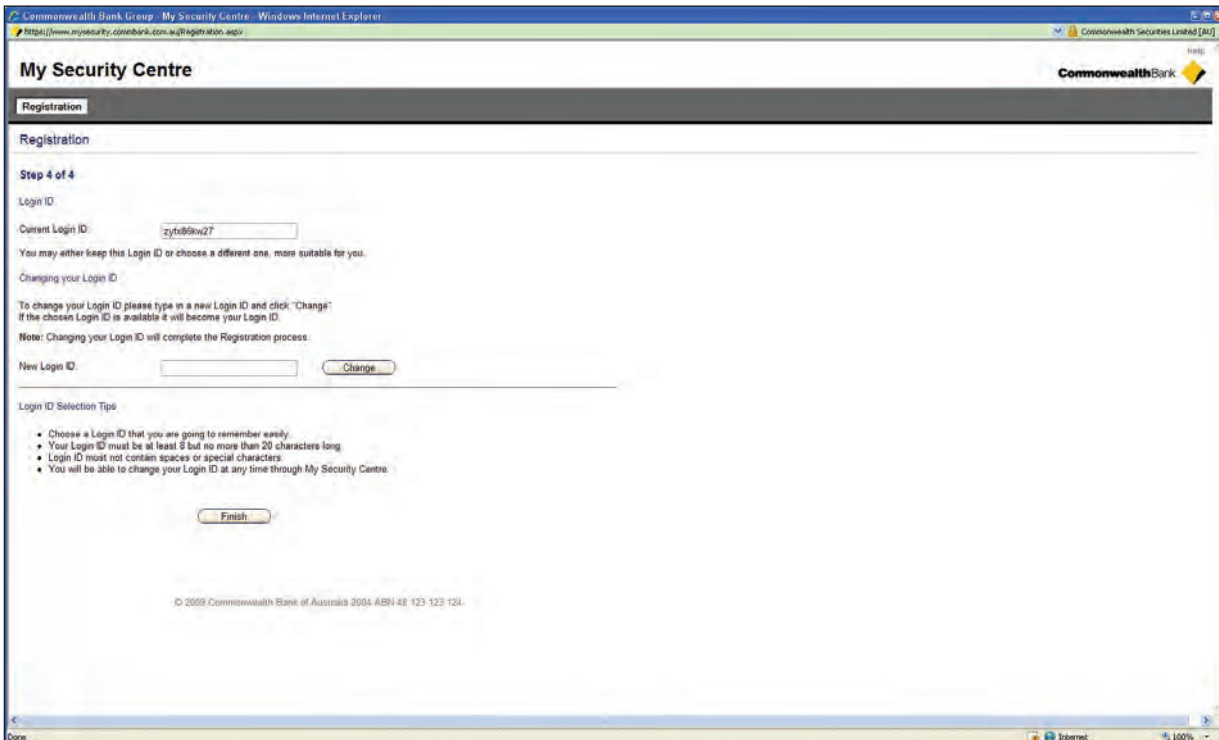 Commonwealth Bank Group - My Security Centre - Windows Internet Explorer
https://www.mysecurity.commbank.com.au/Registration.aspx
Commonwealth Securities Limited [AU]
Help
My Security Centre
CommonwealthBank
Registration
Registration
Step 4 of 4
Login ID
Current Login ID:
You may either keep this Login ID or choose a different one, more suitable for you.
Changing your Login ID
To change your Login ID please type in a new Login ID and click "Change"
If the chosen Login ID is available it will become your Login ID.
Note: Changing your Login ID will complete the Registration process.
New Login ID:
Change
Login ID Selection Tips
• Choose a Login ID that you are going to remember easily.
• Your Login ID must be at least 8 but no more than 20 characters long
• Login ID must not contain spaces or special characters
• You will be able to change your Login ID at any time through My Security Centre
Finish
© 2009 Commonwealth Bank of Australia 2004 ABN 48 123 123 124
Done
Internet
100%